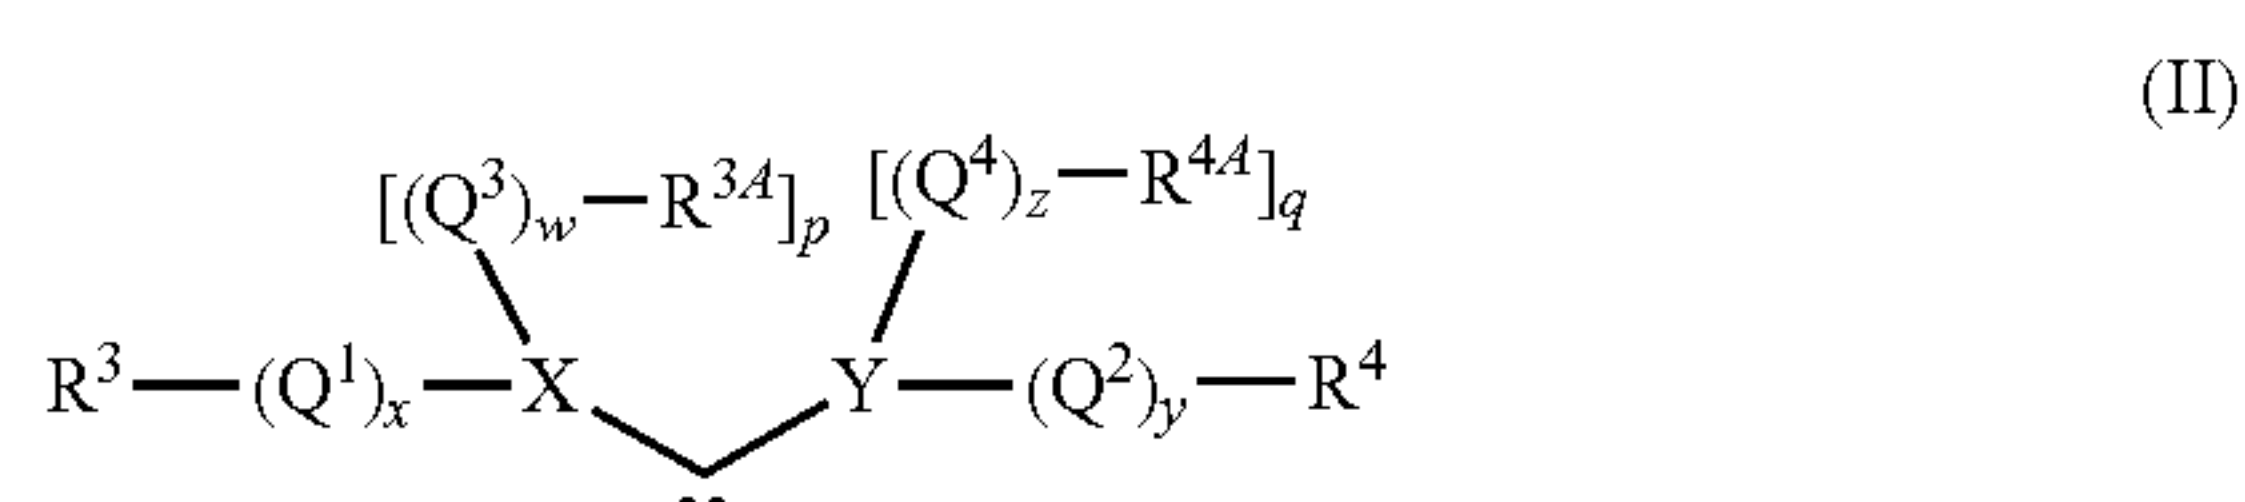 (II)
[(Q³)w—R³ᴬ]p [(Q⁴)z—R⁴ᴬ]q
R³—(Q¹)x—X Y—(Q²)y—R⁴